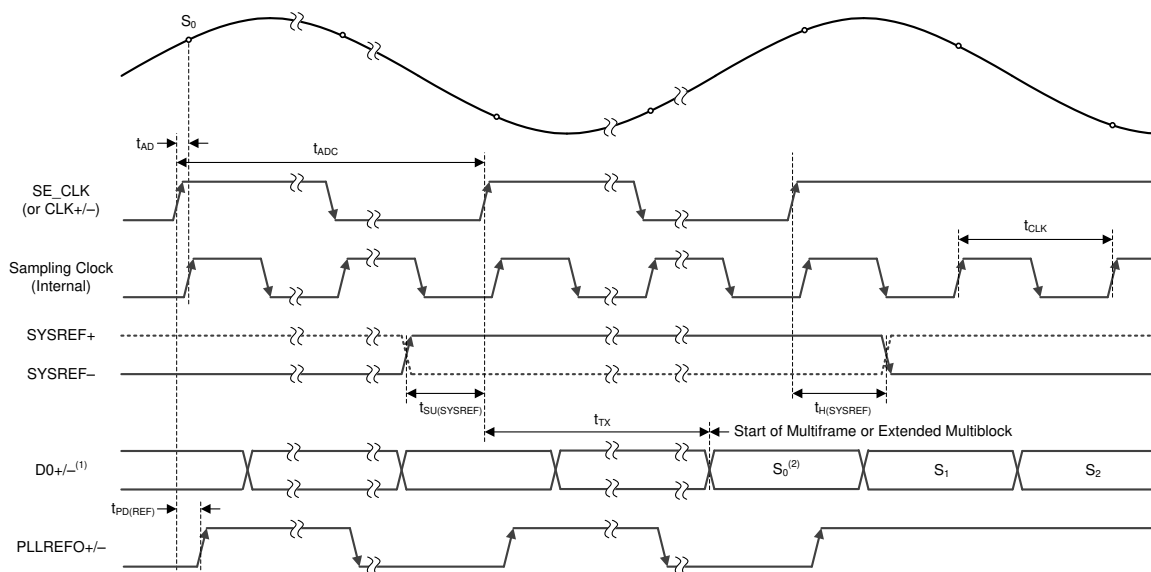 S0
tAD
tADC
SE_CLK
(or CLK+/–)
tCLK
Sampling Clock
(Internal)
SYSREF+
SYSREF–
tSU(SYSREF)
tH(SYSREF)
tTX
Start of Multiframe or Extended Multiblock
D0+/–(1)
S0(2)
S1
S2
tPD(REF)
PLLREFO+/–